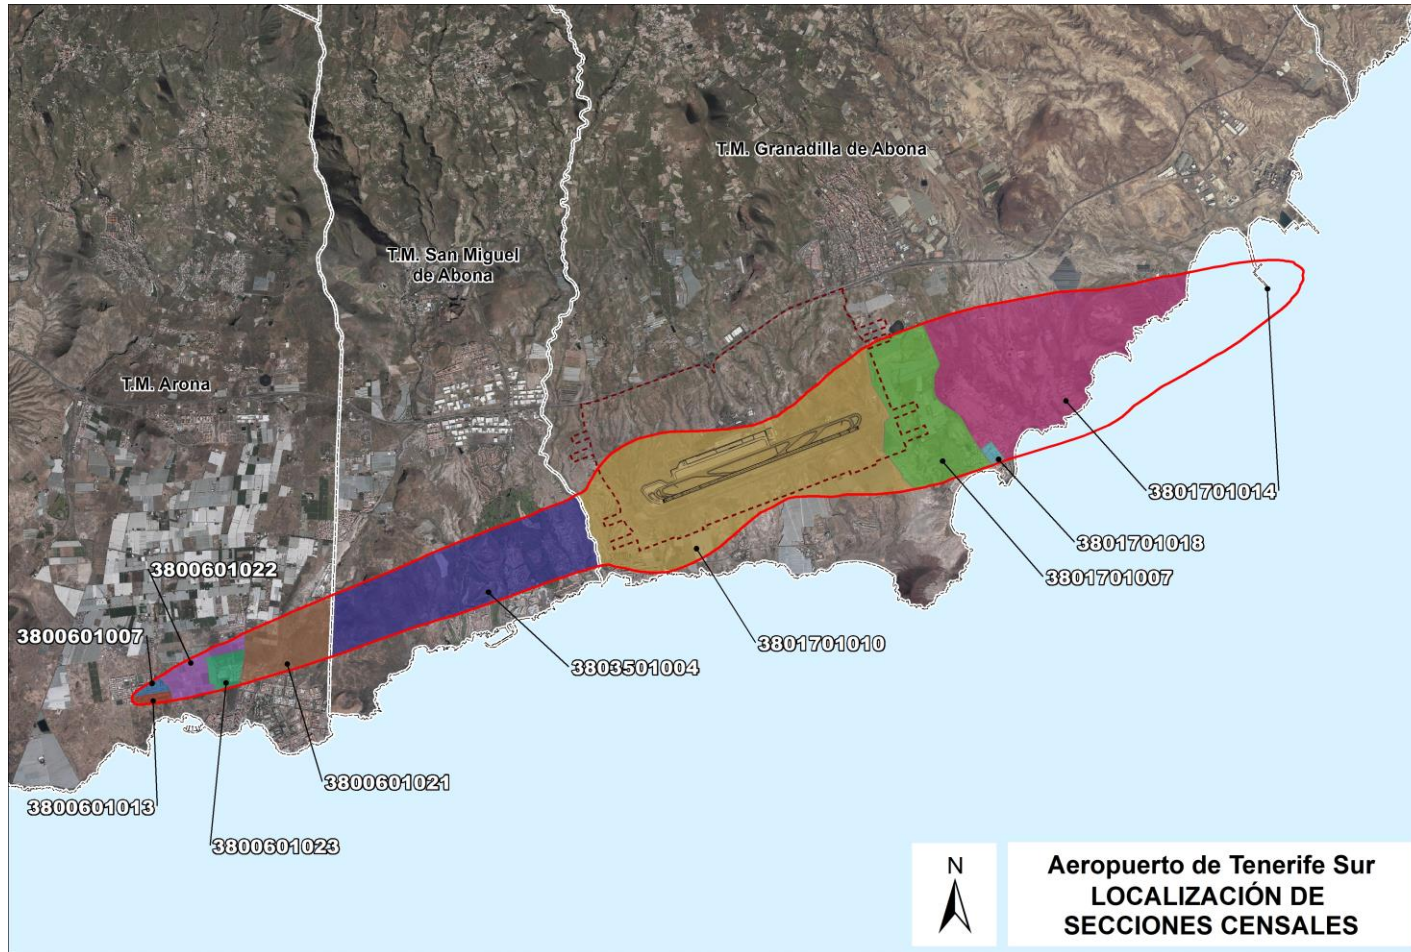 T.M. Granadilla de Abona
T.M. San Miguel
de Abona
T.M. Arona
3801701014
3801701018
3800601022
3801701007
3800601007
3801701010
3803501004
3800601021
3800601013
3800601023
N
Aeropuerto de Tenerife Sur
LOCALIZACIÓN DE
SECCIONES CENSALES